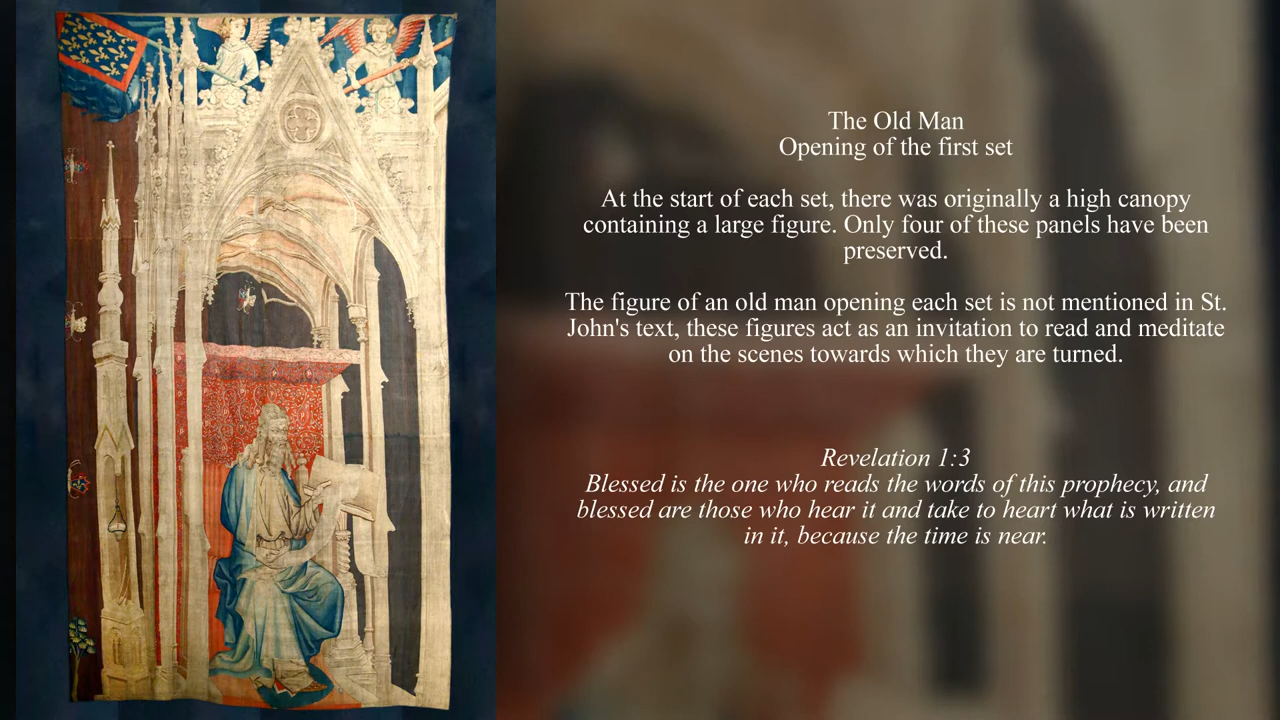 The Old Man
Opening of the first set
At the start of each set, there was originally a high canopy
containing a large figure. Only four of these panels have been
preserved.
The figure of an old man opening each set is not mentioned in St.
John's text, these figures act as an invitation to read and meditate
on the scenes towards which they are turned.
Revelation 1:3
Blessed is the one who reads the words of this prophecy, and
blessed are those who hear it and take to heart what is written
in it, because the time is near.